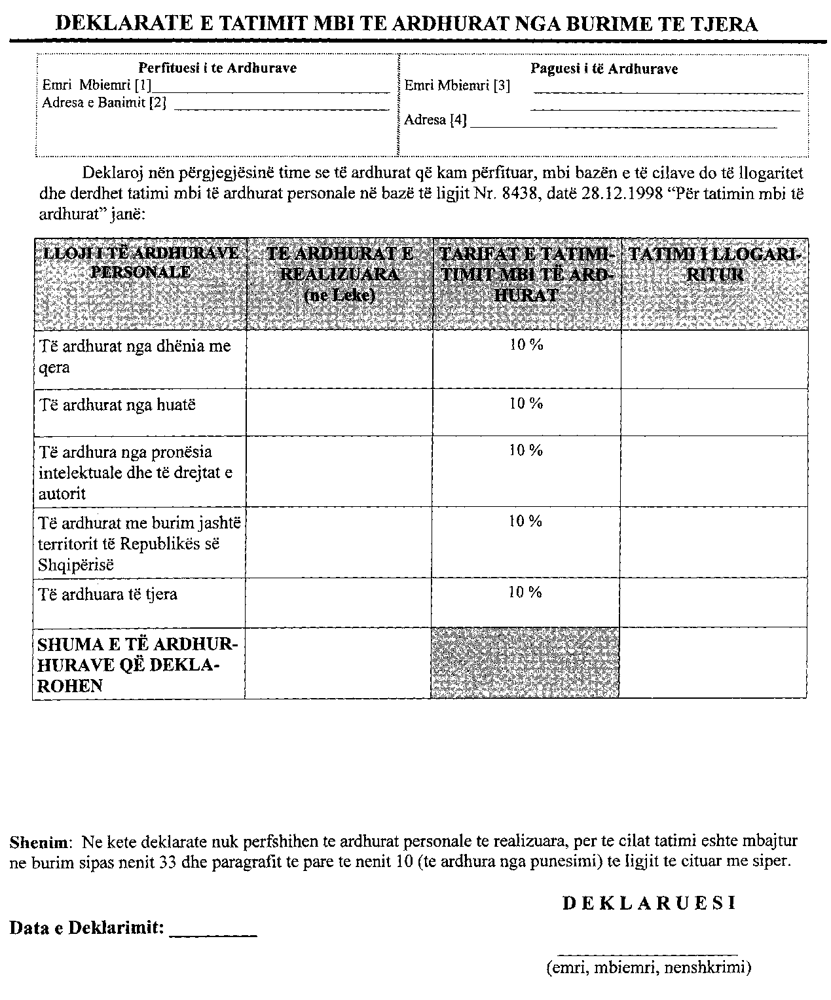 DEKLARATE E TATIMIT MBI TE ARDHURAT NGA BURIME TE TJERA
Perfituesi i te Ardhurave
Emri Mbiemri [1]
Adresa e Banimit [2]
Paguesi i të Ardhurave
Emri Mbiemri [3]
Adresa [4]
Deklaroj nën përgjegjësinë time se të ardhurat që kam përfituar, mbi bazën e të cilave do të llogaritet
dhe derdhet tatimi mbi të ardhurat personale në bazë të ligjit Nr. 8438, datë 28.12.1998 “Për tatimin mbi të
ardhurat” janë:
LLOJI I TË ARDHURAVE
PERSONALE
TE ARDHURAT E
REALIZUARA
(ne Leke)
TARIFAT E TATIMI-
TIMIT MBI TË ARD-
HURAT
TATIMI I LLOGARI-
RITUR
Të ardhurat nga dhënia me
qera
10 %
Të ardhurat nga huatë
10 %
Të ardhura nga pronësia
intelektuale dhe të drejtat e
autorit
10 %
Të ardhurat me burim jashtë
territorit të Republikës së
Shqipërisë
10 %
Të ardhuara të tjera
10 %
SHUMA E TË ARDHUR-
HURAVE QË DEKLA-
ROHEN
Shenim: Ne kete deklarate nuk perfshihen te ardhurat personale te realizuara, per te cilat tatimi eshte mbajtur
ne burim sipas nenit 33 dhe paragrafit te pare te nenit 10 (te ardhura nga punesimi) te ligjit te cituar me siper.
D E K L A R U E S I
Data e Deklarimit:
(emri, mbiemri, nenshkrimi)